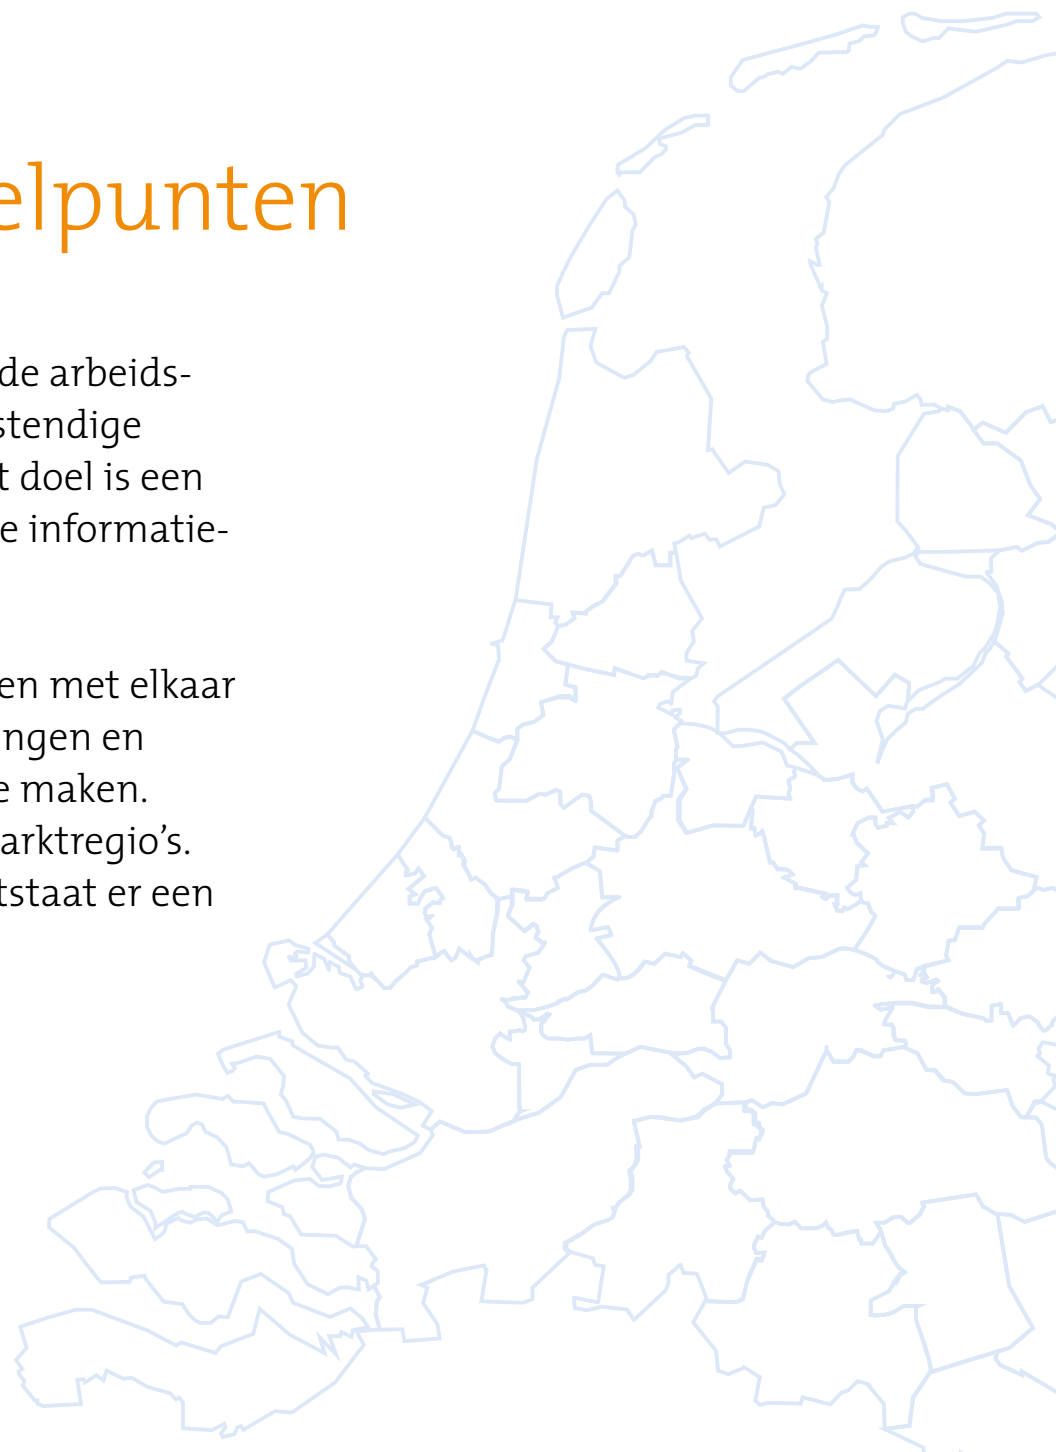 elpunten
de arbeids-
stendige
t doel is een
e informatie-
en met elkaar
ngen en
e maken.
arktregio’s.
tstaat er een